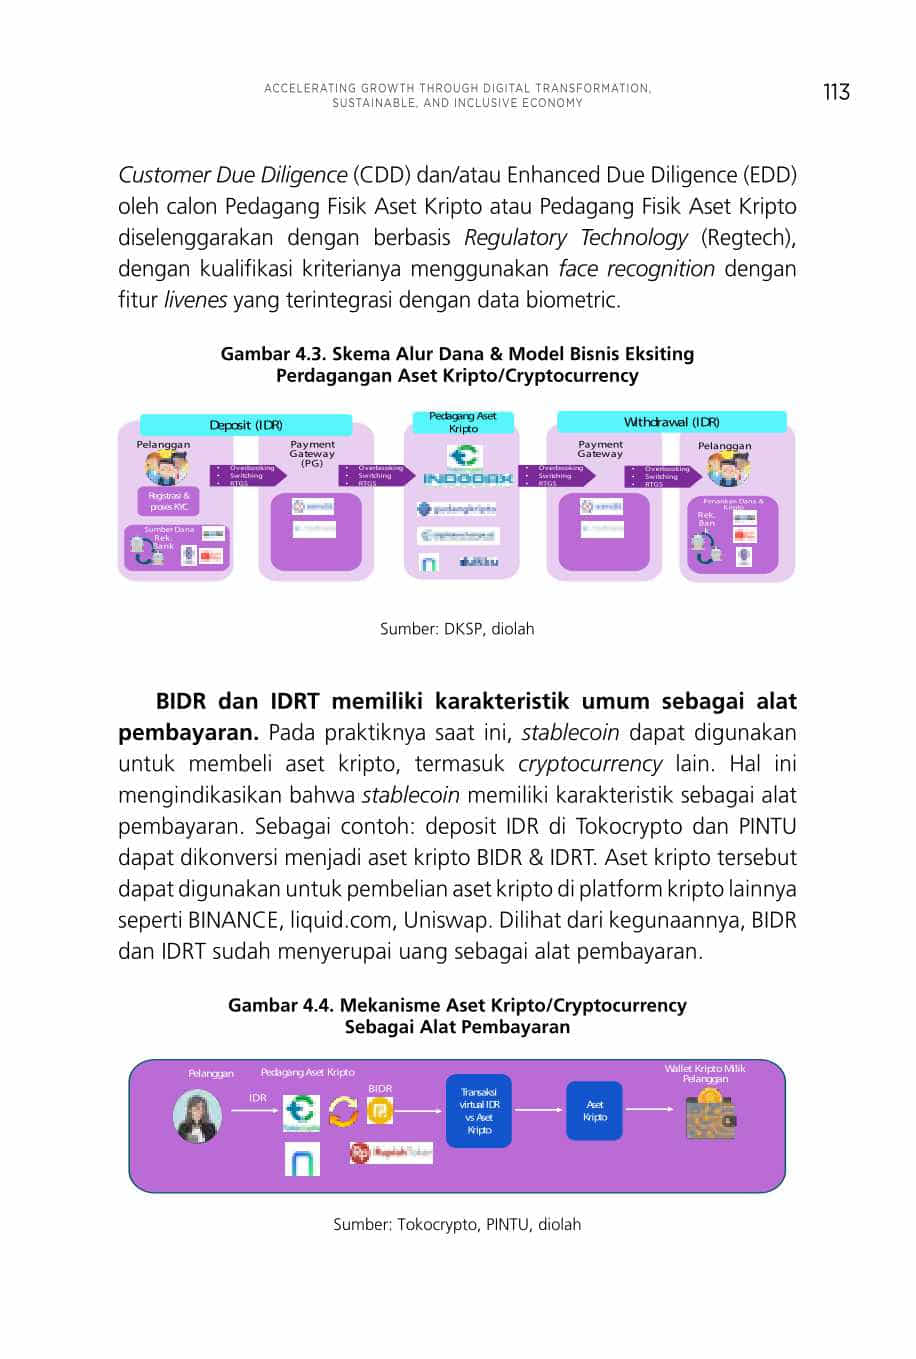 ACCELERATING GROWTH THROUGH DIGITAL TRANSFORMATION,
SUSTAINABLE, AND INCLUSIVE ECONOMY
113
Customer Due Diligence (CDD) dan/atau Enhanced Due Diligence (EDD)
oleh calon Pedagang Fisik Aset Kripto atau Pedagang Fisik Aset Kripto
diselenggarakan dengan berbasis Regulatory Technology (Regtech),
dengan kualifikasi kriterianya menggunakan face recognition dengan
fitur livenes yang terintegrasi dengan data biometric.
Gambar 4.3. Skema Alur Dana & Model Bisnis Eksiting
Perdagangan Aset Kripto/Cryptocurrency
Deposit (IDR)
Pelanggan
Registrasi &
proses KYC
Sumber Dana
Rek.
Bank
• Overbooking
• Switching
• RTGS
Payment
Gateway
(PG)
• Overbooking
• Switching
• RTGS
Pedagang Aset
Kripto
INDODAX
gudangkripto
• Overbooking
• Switching
• RTGS
Withdrawal (IDR)
Payment
Gateway
• Overbooking
• Switching
• RTGS
Pelanggan
Penarikan Dana &
Kripto
Rek.
Ban
k
Sumber: DKSP, diolah
BIDR dan IDRT memiliki karakteristik umum sebagai alat
pembayaran. Pada praktiknya saat ini, stablecoin dapat digunakan
untuk membeli aset kripto, termasuk cryptocurrency lain. Hal ini
mengindikasikan bahwa stablecoin memiliki karakteristik sebagai alat
pembayaran. Sebagai contoh: deposit IDR di Tokocrypto dan PINTU
dapat dikonversi menjadi aset kripto BIDR & IDRT. Aset kripto tersebut
dapat digunakan untuk pembelian aset kripto di platform kripto lainnya
seperti BINANCE, liquid.com, Uniswap. Dilihat dari kegunaannya, BIDR
dan IDRT sudah menyerupai uang sebagai alat pembayaran.
Gambar 4.4. Mekanisme Aset Kripto/Cryptocurrency
Sebagai Alat Pembayaran
Pelanggan
IDR
Pedagang Aset Kripto
BIDR
Rp Rupiah Token
Transaksi
virtual IDR
vs Aset
Kripto
Aset
Kripto
Wallet Kripto Milik
Pelanggan
Sumber: Tokocrypto, PINTU, diolah